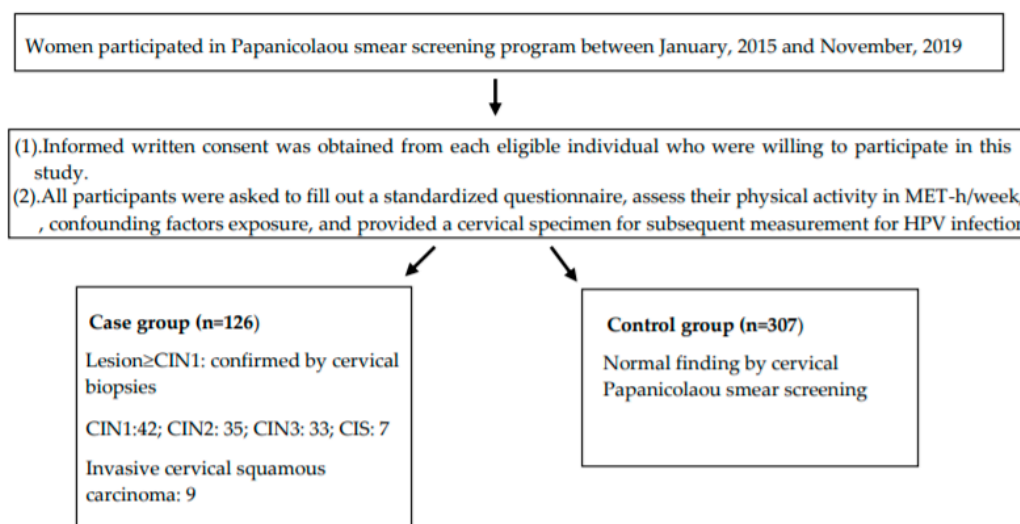 Women participated in Papanicolaou smear screening program between January, 2015 and November, 2019
(1).Informed written consent was obtained from each eligible individual who were willing to participate in this
study.
(2).All participants were asked to fill out a standardized questionnaire, assess their physical activity in MET-h/week,
, confounding factors exposure, and provided a cervical specimen for subsequent measurement for HPV infection
Case group (n=126)
Lesion≥CIN1: confirmed by cervical
biopsies
CIN1:42; CIN2: 35; CIN3: 33; CIS: 7
Invasive cervical squamous
carcinoma: 9
Control group (n=307)
Normal finding by cervical
Papanicolaou smear screening